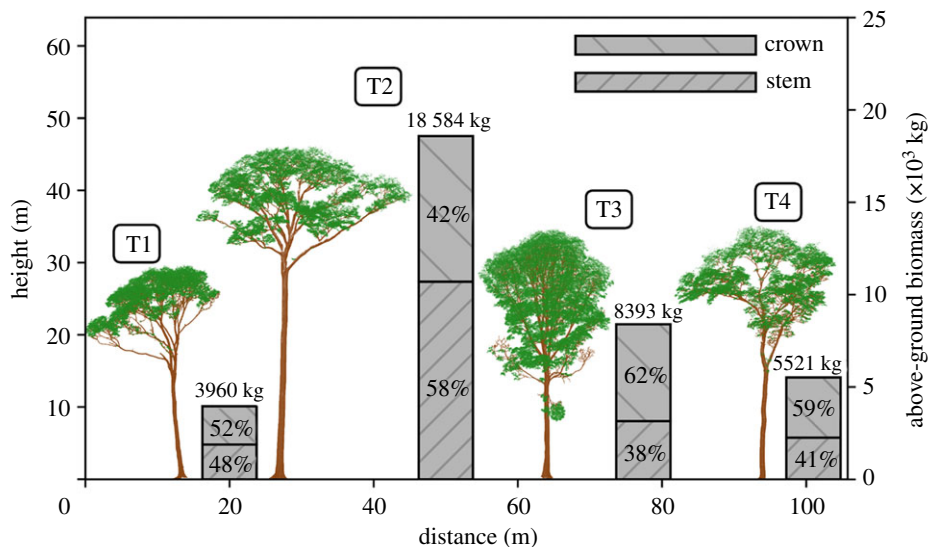 60
50
40
30
20
10
0
height (m)
20
40
60
80
100
distance (m)
25
20
15
10
5
0
above-ground biomass (×10³ kg)
crown
stem
T1
3960 kg
52%
48%
T2
18 584 kg
42%
58%
T3
8393 kg
62%
38%
T4
5521 kg
59%
41%